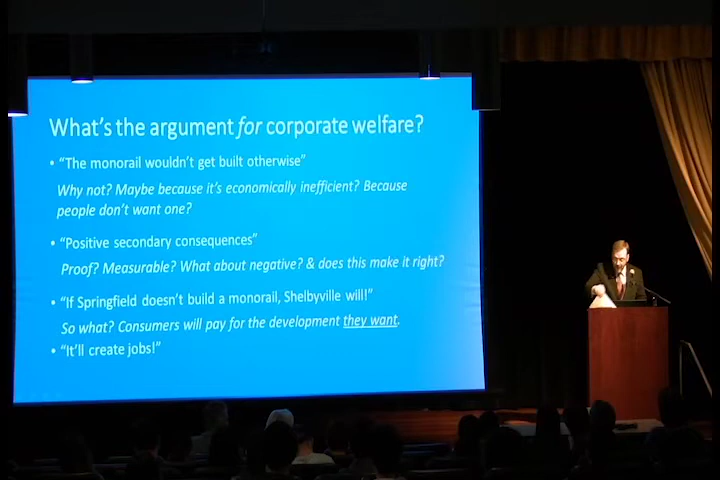 What's the argument for corporate welfare?
• "The monorail wouldn't get built otherwise"
Why not? Maybe because it's economically inefficient? Because
people don't want one?
• "Positive secondary consequences"
Proof? Measurable? What about negative? & does this make it right?
• "If Springfield doesn't build a monorail, Shelbyville will!"
So what? Consumers will pay for the development they want.
• "It'll create jobs!"